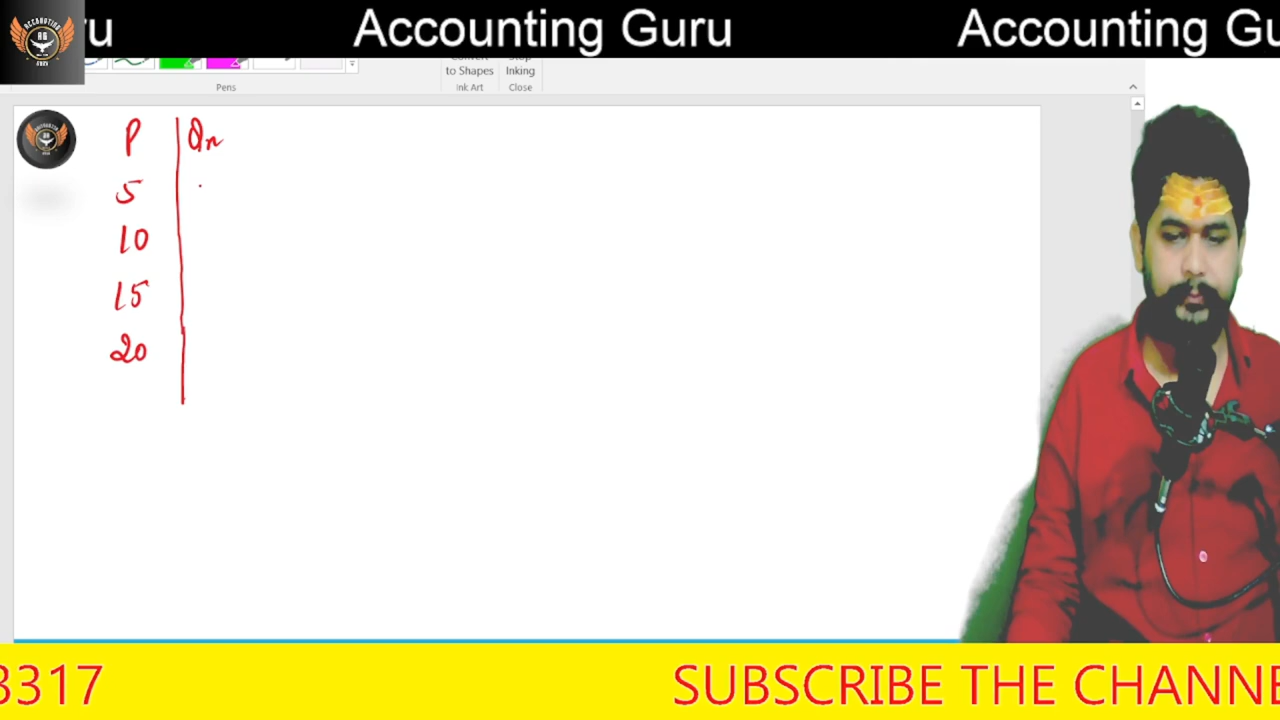 ru Accounting Guru Accounting Gu
to Shapes Inking
Pens Ink Art Close
P Qn
5
10
15
20
3317 SUBSCRIBE THE CHANNE